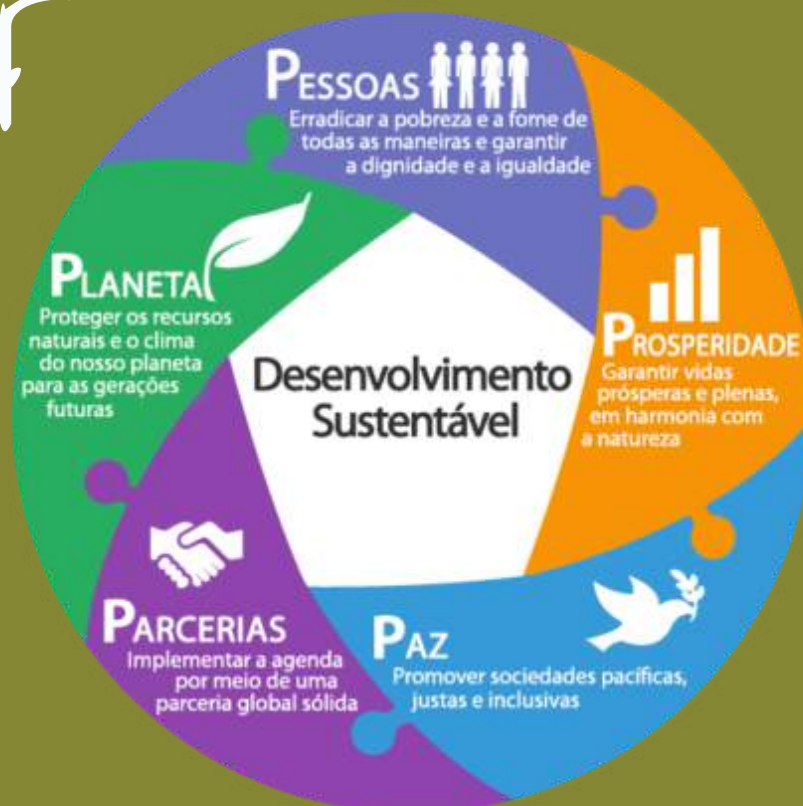 PESSOAS
Erradicar a pobreza e a fome de
todas as maneiras e garantir
a dignidade e a igualdade
PLANETA
Proteger os recursos
naturais e o clima
do nosso planeta
para as gerações
futuras
PROSPERIDADE
Garantir vidas
prósperas e plenas,
em harmonia com
a natureza
Desenvolvimento
Sustentável
PARCERIAS
Implementar a agenda
por meio de uma
parceria global sólida
PAZ
Promover sociedades pacíficas,
justas e inclusivas